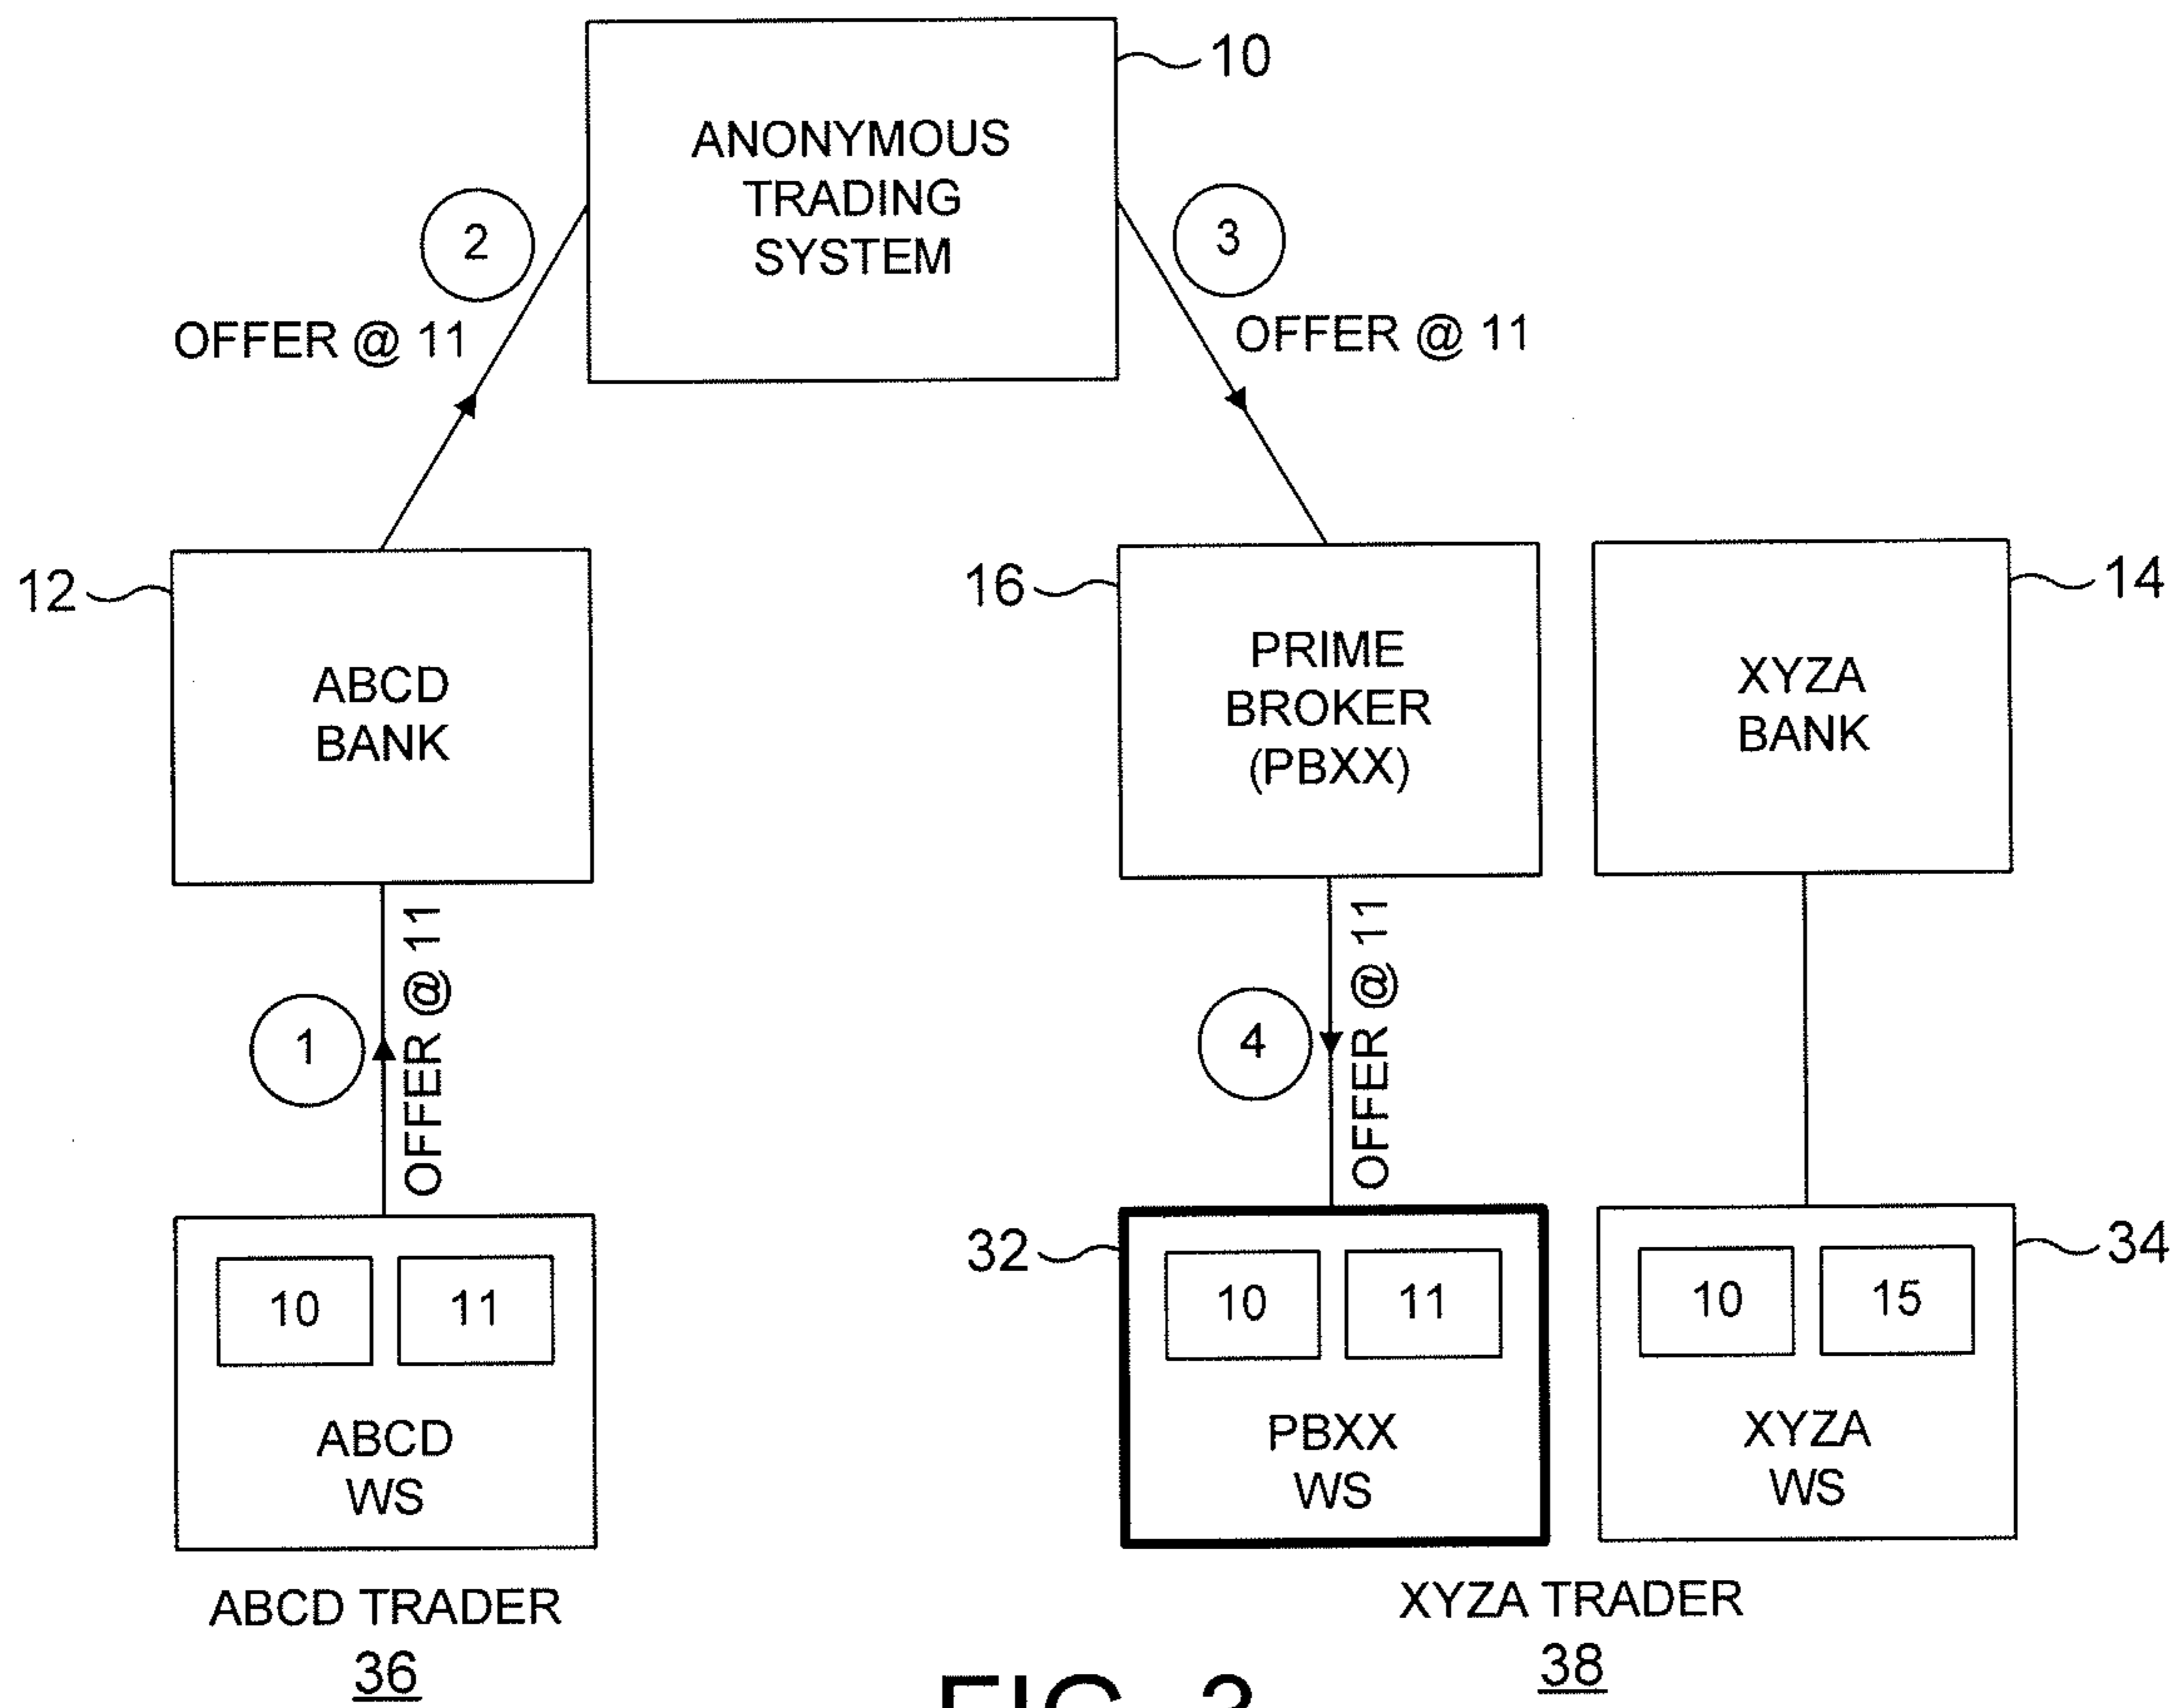 10
ANONYMOUS
TRADING
SYSTEM
2
3
OFFER @ 11
OFFER @ 11
12
ABCD
BANK
16
PRIME
BROKER
(PBXX)
14
XYZA
BANK
1
OFFER @ 11
4
OFFER @ 11
10 11
ABCD
WS
32
10 11
PBXX
WS
34
10 15
XYZA
WS
ABCD TRADER
36
XYZA TRADER
38
FIG. 3